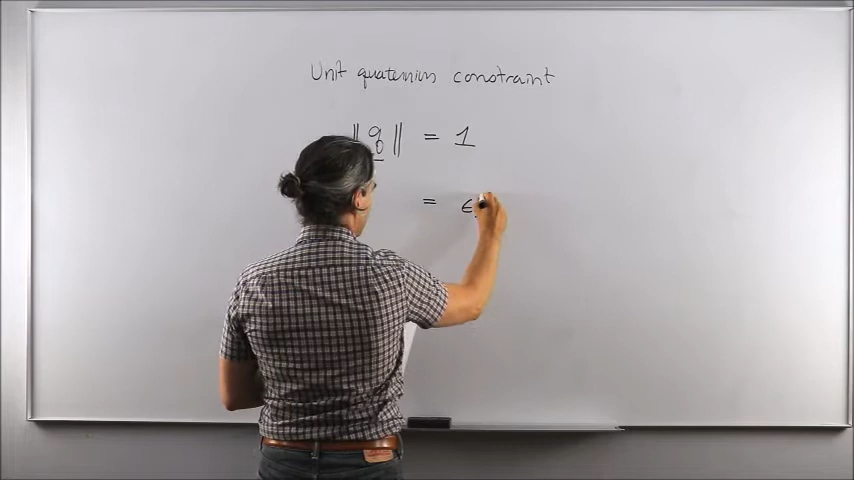 Unit quaternion constraint
‖q‖ = 1
= ϵ